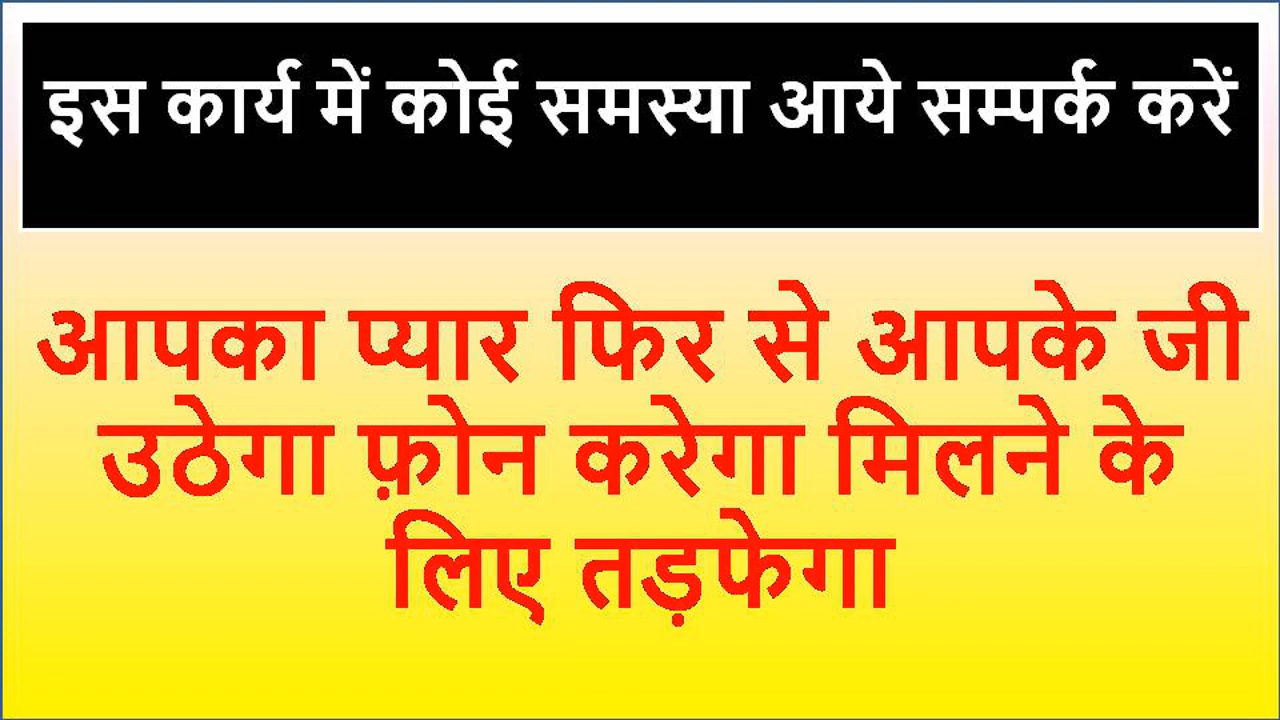 इस कार्य में कोई समस्या आये सम्पर्क करें
आपका प्यार फिर से आपके जी
उठेगा फ़ोन करेगा मिलने के
लिए तड़फेगा